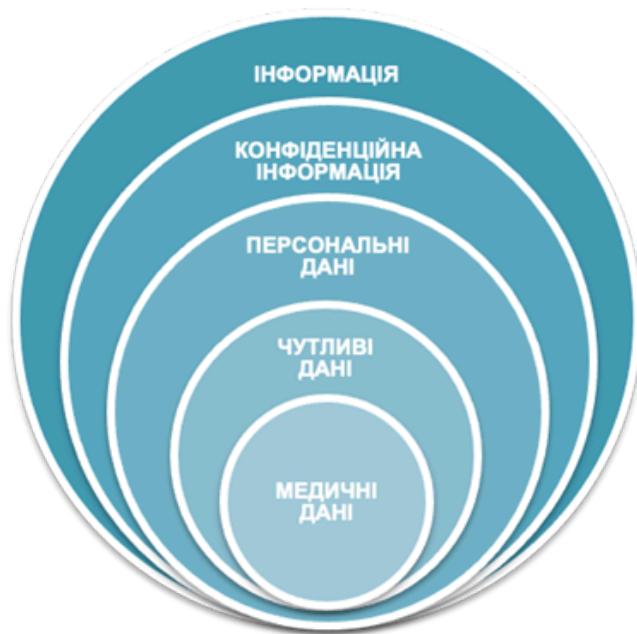 ІНФОРМАЦІЯ
КОНФІДЕНЦІЙНА
ІНФОРМАЦІЯ
ПЕРСОНАЛЬНІ
ДАНІ
ЧУТЛИВІ
ДАНІ
МЕДИЧНІ
ДАНІ